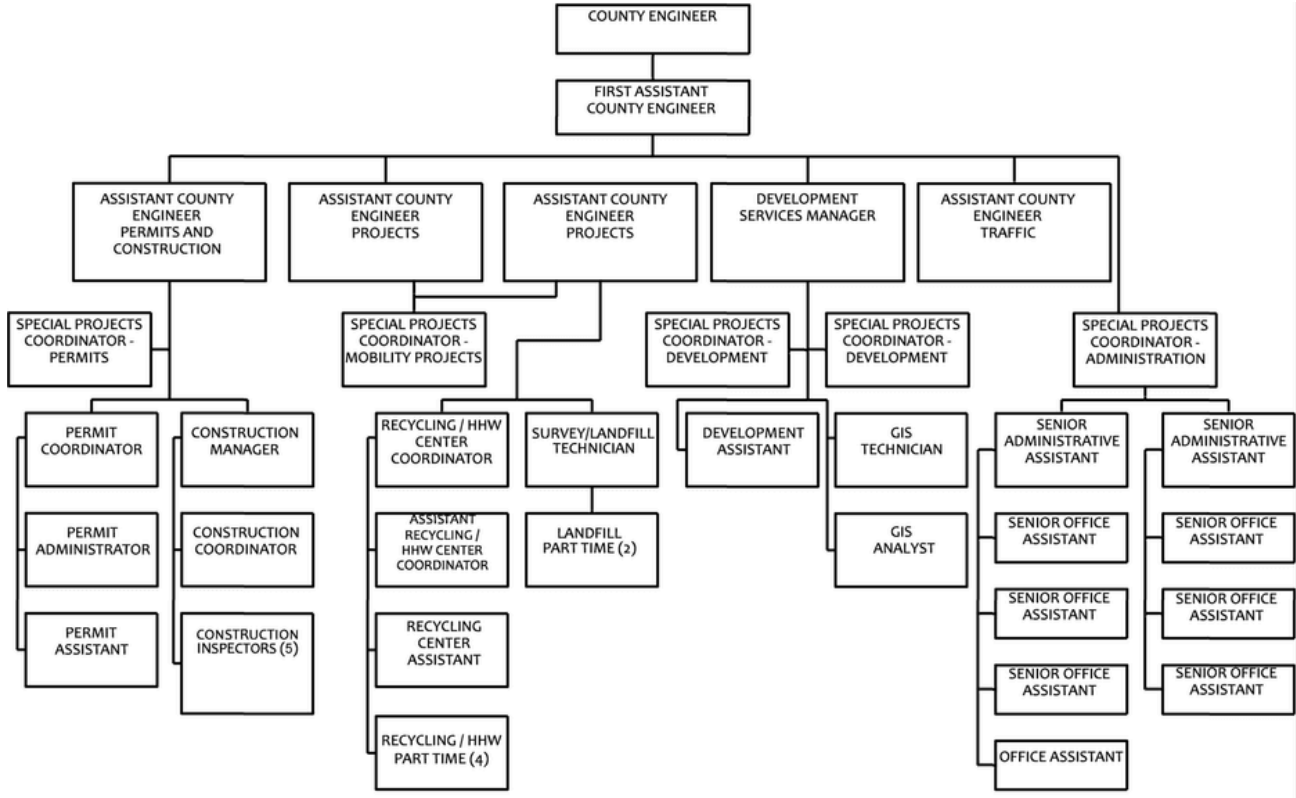 COUNTY ENGINEER
FIRST ASSISTANT
COUNTY ENGINEER
ASSISTANT COUNTY
ENGINEER
PERMITS AND
CONSTRUCTION
ASSISTANT COUNTY
ENGINEER
PROJECTS
ASSISTANT COUNTY
ENGINEER
PROJECTS
DEVELOPMENT
SERVICES MANAGER
ASSISTANT COUNTY
ENGINEER
TRAFFIC
SPECIAL PROJECTS
COORDINATOR -
PERMITS
SPECIAL PROJECTS
COORDINATOR -
MOBILITY PROJECTS
SPECIAL PROJECTS
COORDINATOR -
DEVELOPMENT
SPECIAL PROJECTS
COORDINATOR -
DEVELOPMENT
SPECIAL PROJECTS
COORDINATOR
-ADMINISTRATION
PERMIT
COORDINATOR
CONSTRUCTION
MANAGER
RECYCLING / HHW
CENTER
COORDINATOR
SURVEY/LANDFILL
TECHNICIAN
DEVELOPMENT
ASSISTANT
GIS
TECHNICIAN
SENIOR
ADMINISTRATIVE
ASSISTANT
SENIOR
ADMINISTRATIVE
ASSISTANT
PERMIT
ADMINISTRATOR
CONSTRUCTION
COORDINATOR
ASSISTANT
RECYCLING /
HHW CENTER
COORDINATOR
LANDFILL
PART TIME (2)
GIS
ANALYST
SENIOR OFFICE
ASSISTANT
SENIOR OFFICE
ASSISTANT
PERMIT
ASSISTANT
CONSTRUCTION
INSPECTORS (5)
RECYCLING
CENTER
ASSISTANT
SENIOR OFFICE
ASSISTANT
SENIOR OFFICE
ASSISTANT
SENIOR OFFICE
ASSISTANT
SENIOR OFFICE
ASSISTANT
RECYCLING / HHW
PART TIME (4)
OFFICE ASSISTANT